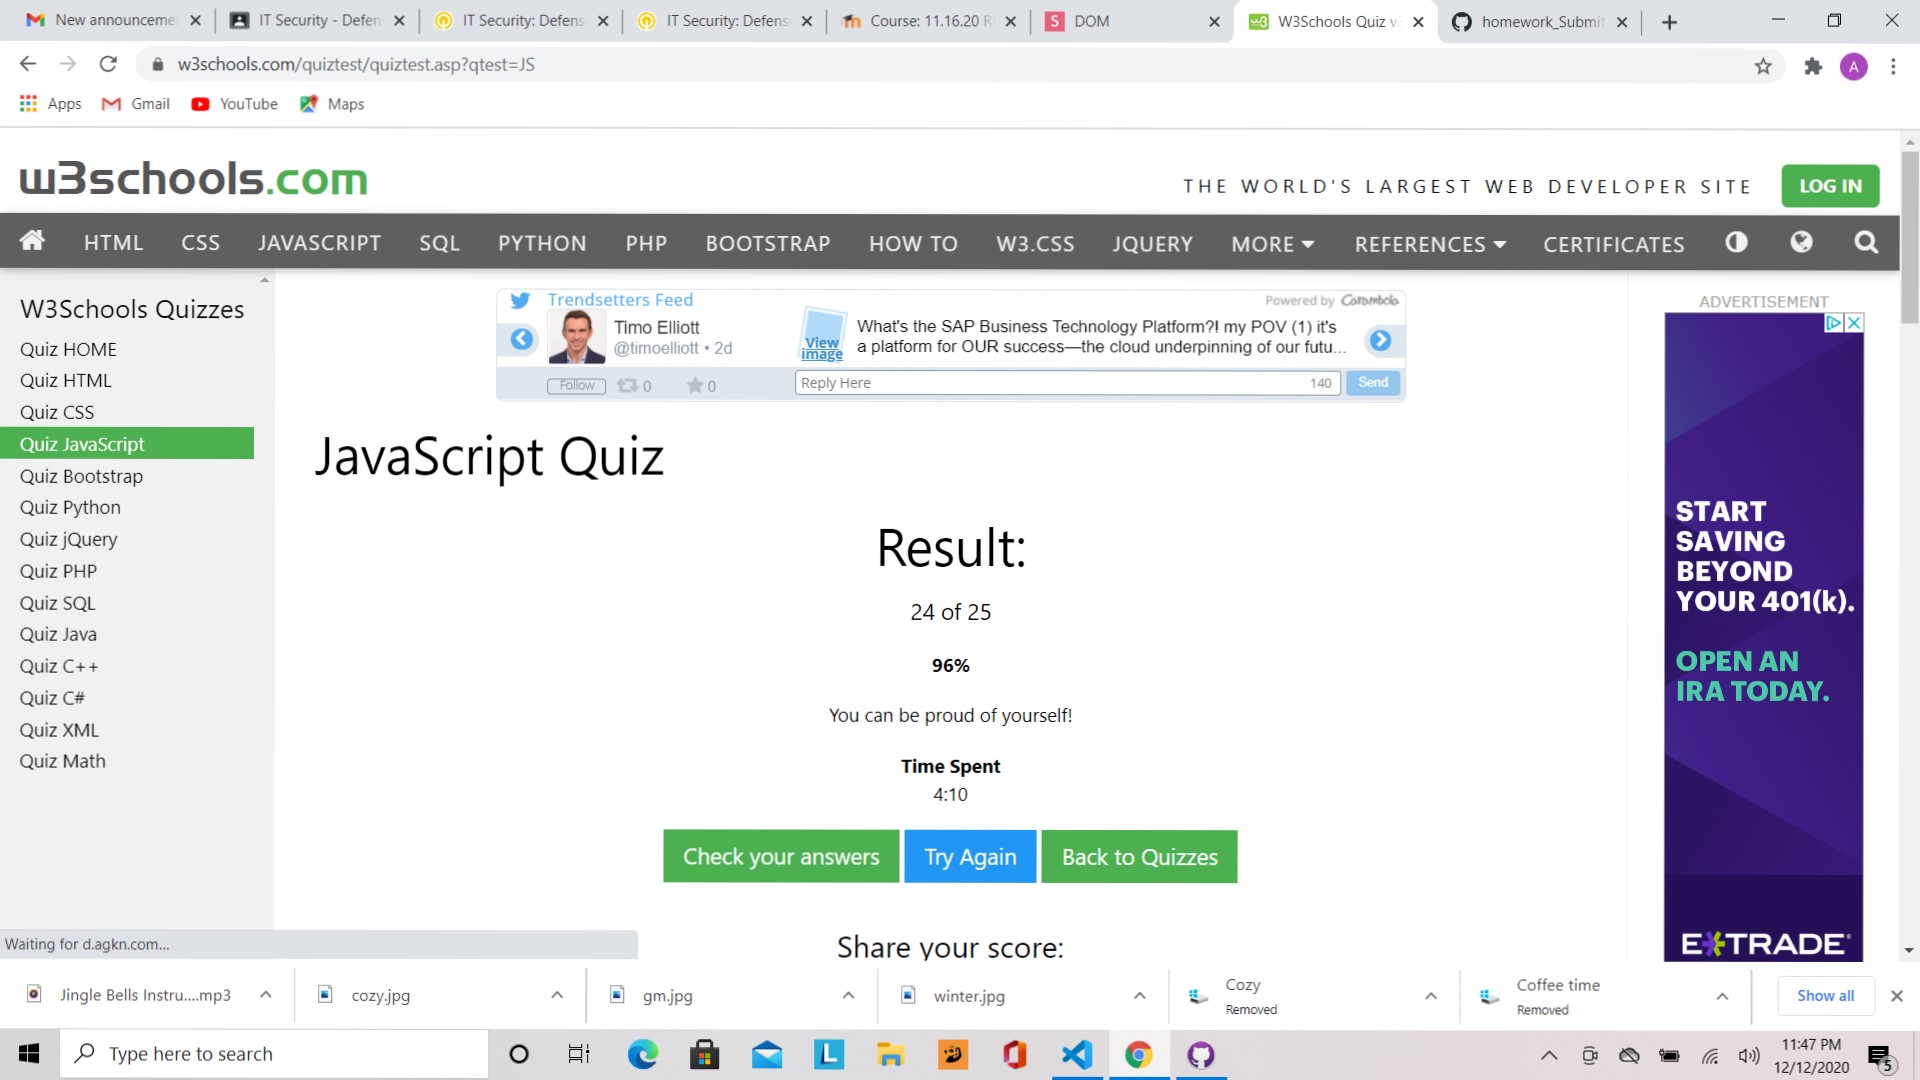 New announcemen
IT Security - Defen
IT Security: Defens
IT Security: Defens
Course: 11.16.20 R
DOM
W3Schools Quiz v3
homework_Submit
w3schools.com/quiztest/quiztest.asp?qtest=JS
A
Apps
Gmail
YouTube
Maps
w3schools.com
THE WORLD'S LARGEST WEB DEVELOPER SITE
LOG IN
HTML
CSS
JAVASCRIPT
SQL
PYTHON
PHP
BOOTSTRAP
HOW TO
W3.CSS
JQUERY
MORE
REFERENCES
CERTIFICATES
W3Schools Quizzes
Quiz HOME
Quiz HTML
Quiz CSS
Quiz JavaScript
Quiz Bootstrap
Quiz Python
Quiz jQuery
Quiz PHP
Quiz SQL
Quiz Java
Quiz C++
Quiz C#
Quiz XML
Quiz Math
Trendsetters Feed
Powered by Carambola
Timo Elliott
@timoelliott • 2d
View
image
What's the SAP Business Technology Platform?! my POV (1) it's
a platform for OUR success—the cloud underpinning of our futu...
Follow
0
0
Reply Here
140
Send
JavaScript Quiz
Result:
24 of 25
96%
You can be proud of yourself!
Time Spent
4:10
Check your answers
Try Again
Back to Quizzes
Share your score:
ADVERTISEMENT
START
SAVING
BEYOND
YOUR 401(k).
OPEN AN
IRA TODAY.
E*TRADE
Waiting for d.agkn.com...
Jingle Bells Instru....mp3
cozy.jpg
gm.jpg
winter.jpg
Cozy
Removed
Coffee time
Removed
Show all
Type here to search
L
11:47 PM
12/12/2020
5